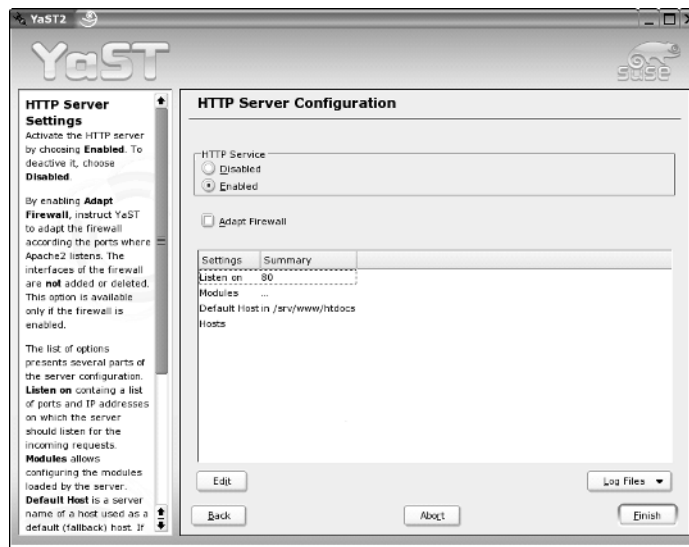 YaST2
YaST
SUSE
HTTP Server
Settings
Activate the HTTP server
by choosing Enabled. To
deactive it, choose
Disabled.
By enabling Adapt
Firewall, instruct YaST
to adapt the firewall
according the ports where
Apache2 listens. The
interfaces of the firewall
are not added or deleted.
This option is available
only if the firewall is
enabled.
The list of options
presents several parts of
the server configuration.
Listen on containg a list
of ports and IP addresses
on which the server
should listen for the
incoming requests.
Modules allows
configuring the modules
loaded by the server.
Default Host is a server
name of a host used as a
default (fallback) host. If
HTTP Server Configuration
HTTP Service
Disabled
Enabled
Adapt Firewall
Settings Summary
Listen on 80
Modules ...
Default Host in /srv/www/htdocs
Hosts
Edit
Log Files
Back
Abort
Finish